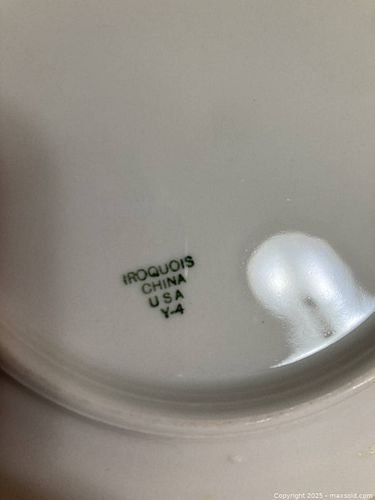 IROQUOIS
CHINA
USA
Y-4
Copyright 2025 - maxsold.com